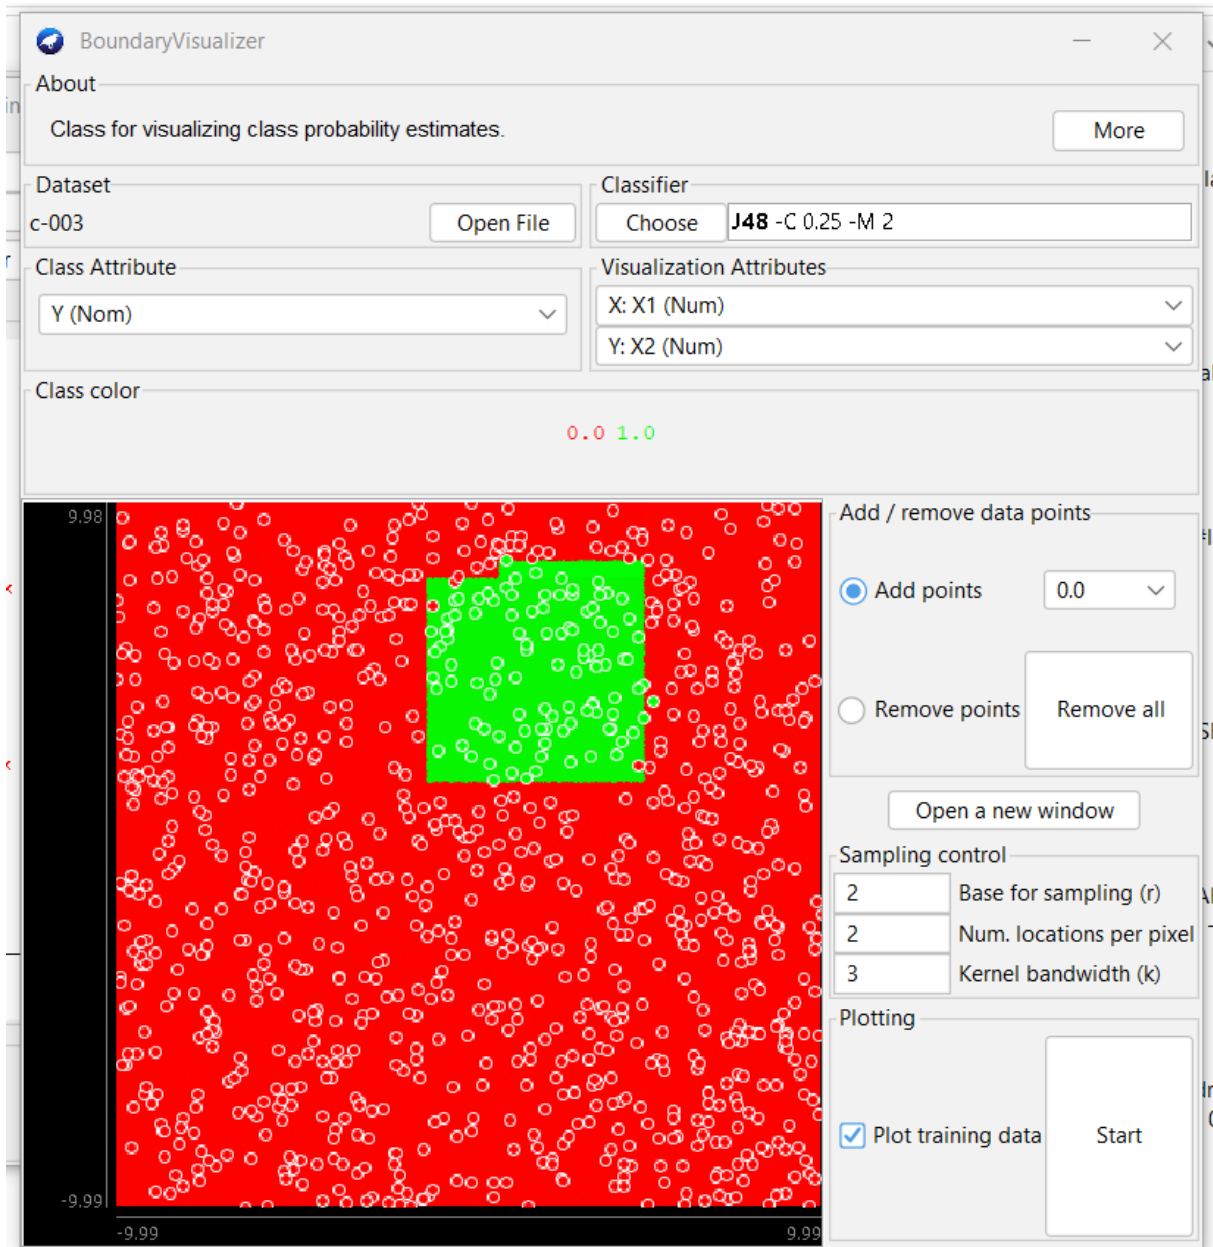 BoundaryVisualizer
About
Class for visualizing class probability estimates.
More
Dataset
c-003
Open File
Classifier
Choose
J48 -C 0.25 -M 2
Class Attribute
Y (Nom)
Visualization Attributes
X: X1 (Num)
Y: X2 (Num)
Class color
0.0 1.0
9.98
-9.99
-9.99
9.99
Add / remove data points
Add points
0.0
Remove points
Remove all
Open a new window
Sampling control
2 Base for sampling (r)
2 Num. locations per pixel
3 Kernel bandwidth (k)
Plotting
Plot training data
Start